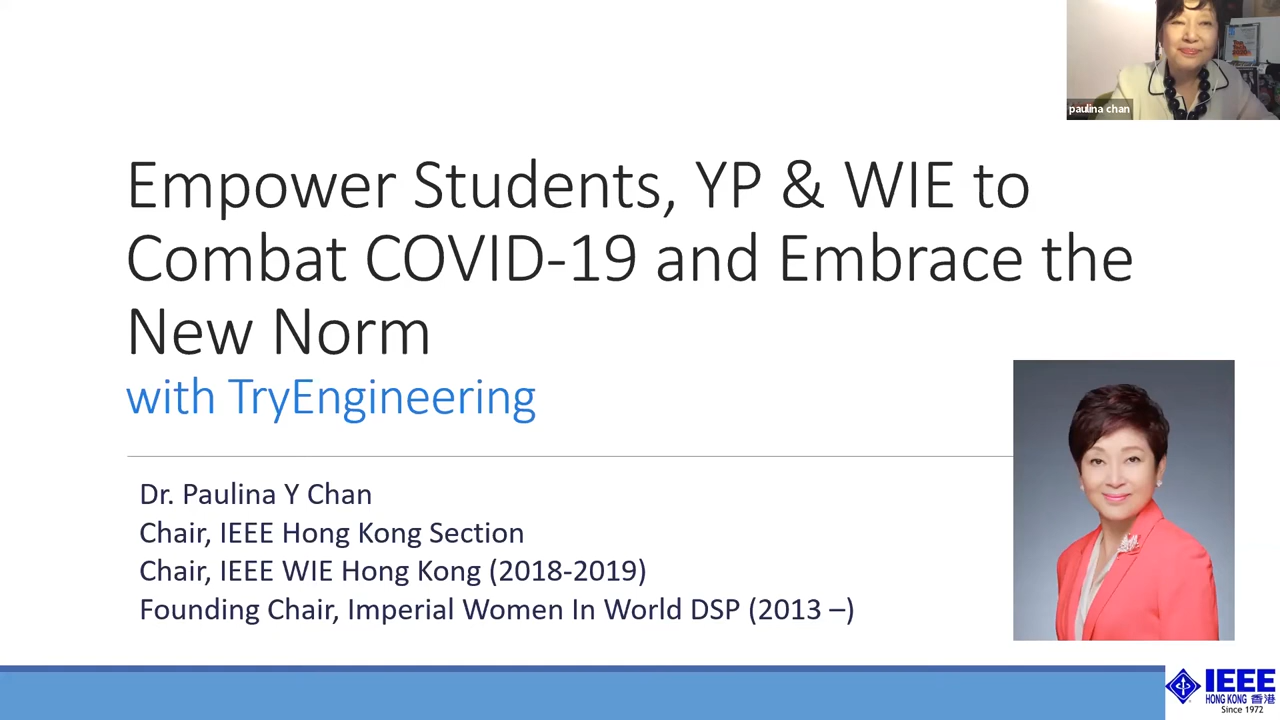 paulina chan
Empower Students, YP & WIE to
Combat COVID-19 and Embrace the
New Norm
with TryEngineering
Dr. Paulina Y Chan
Chair, IEEE Hong Kong Section
Chair, IEEE WIE Hong Kong (2018-2019)
Founding Chair, Imperial Women In World DSP (2013 –)
IEEE
HONG KONG 香港
Since 1972